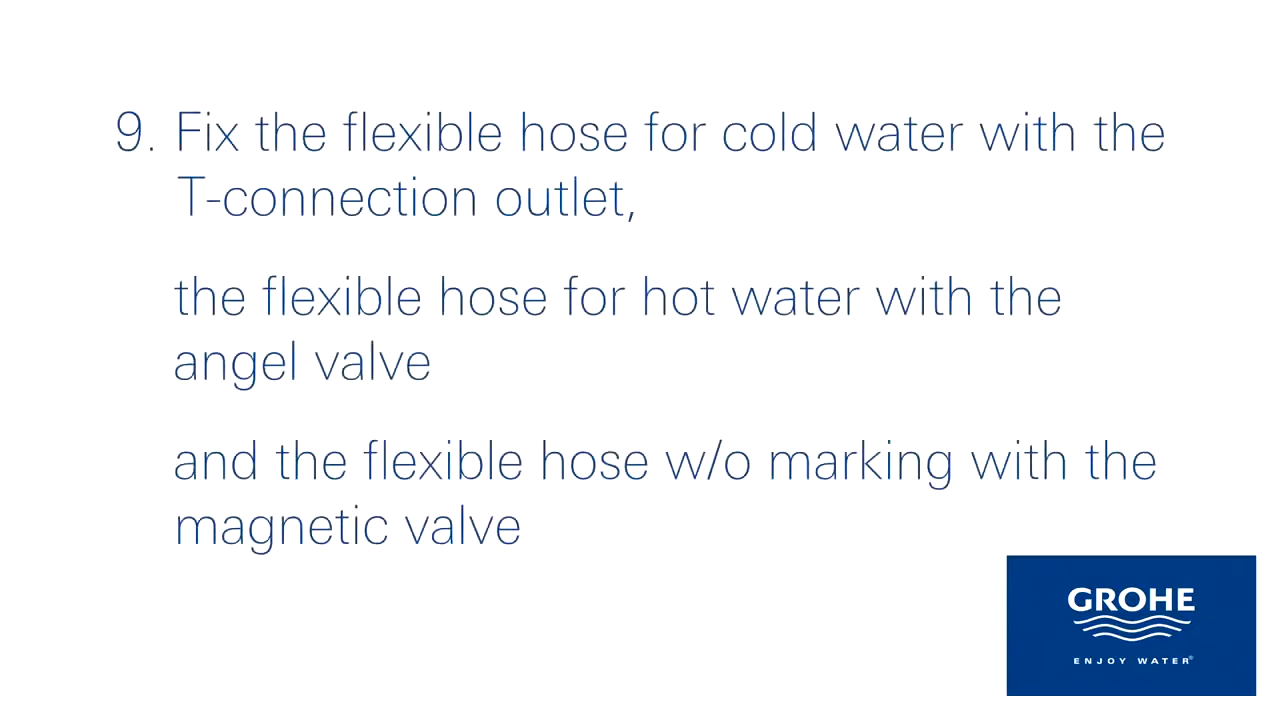 9. Fix the flexible hose for cold water with the
T-connection outlet,
the flexible hose for hot water with the
angel valve
and the flexible hose w/o marking with the
magnetic valve
GROHE
ENJOY WATER®